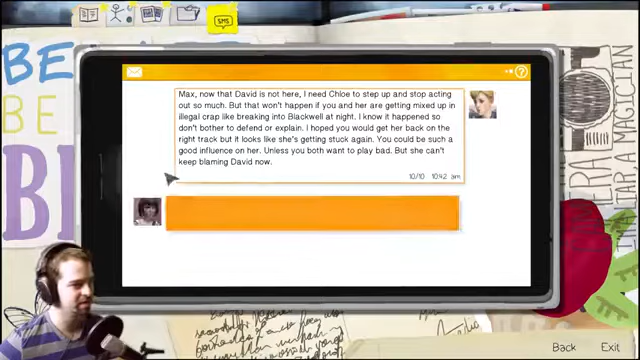 SMS
BE
BL
B
Max, now that David is not here, I need Chloe to step up and stop acting
out so much. But that won't happen if you and her are getting mixed up in
illegal crap like breaking into Blackwell at night. I know it happened so
don't bother to defend or explain. I hoped you would get her back on the
right track but it looks like she's getting stuck again. You could be such a
good influence on her. Unless you both want to play bad. But she can't
keep blaming David now.
10/10 10:42 am
?
Back
Exit